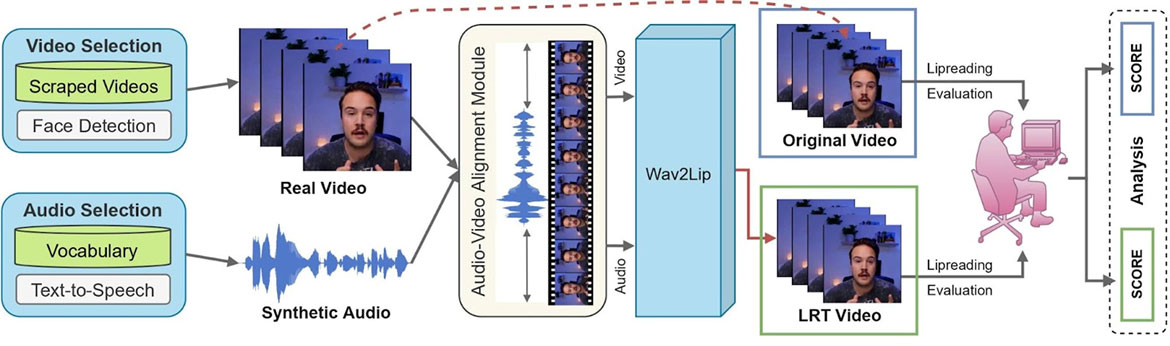 Video Selection
Scraped Videos
Face Detection
Real Video
Audio Selection
Vocabulary
Text-to-Speech
Synthetic Audio
Audio-Video Alignment Module
Video
Audio
Wav2Lip
Original Video
LRT Video
Lipreading
Evaluation
Lipreading
Evaluation
SCORE
Analysis
SCORE